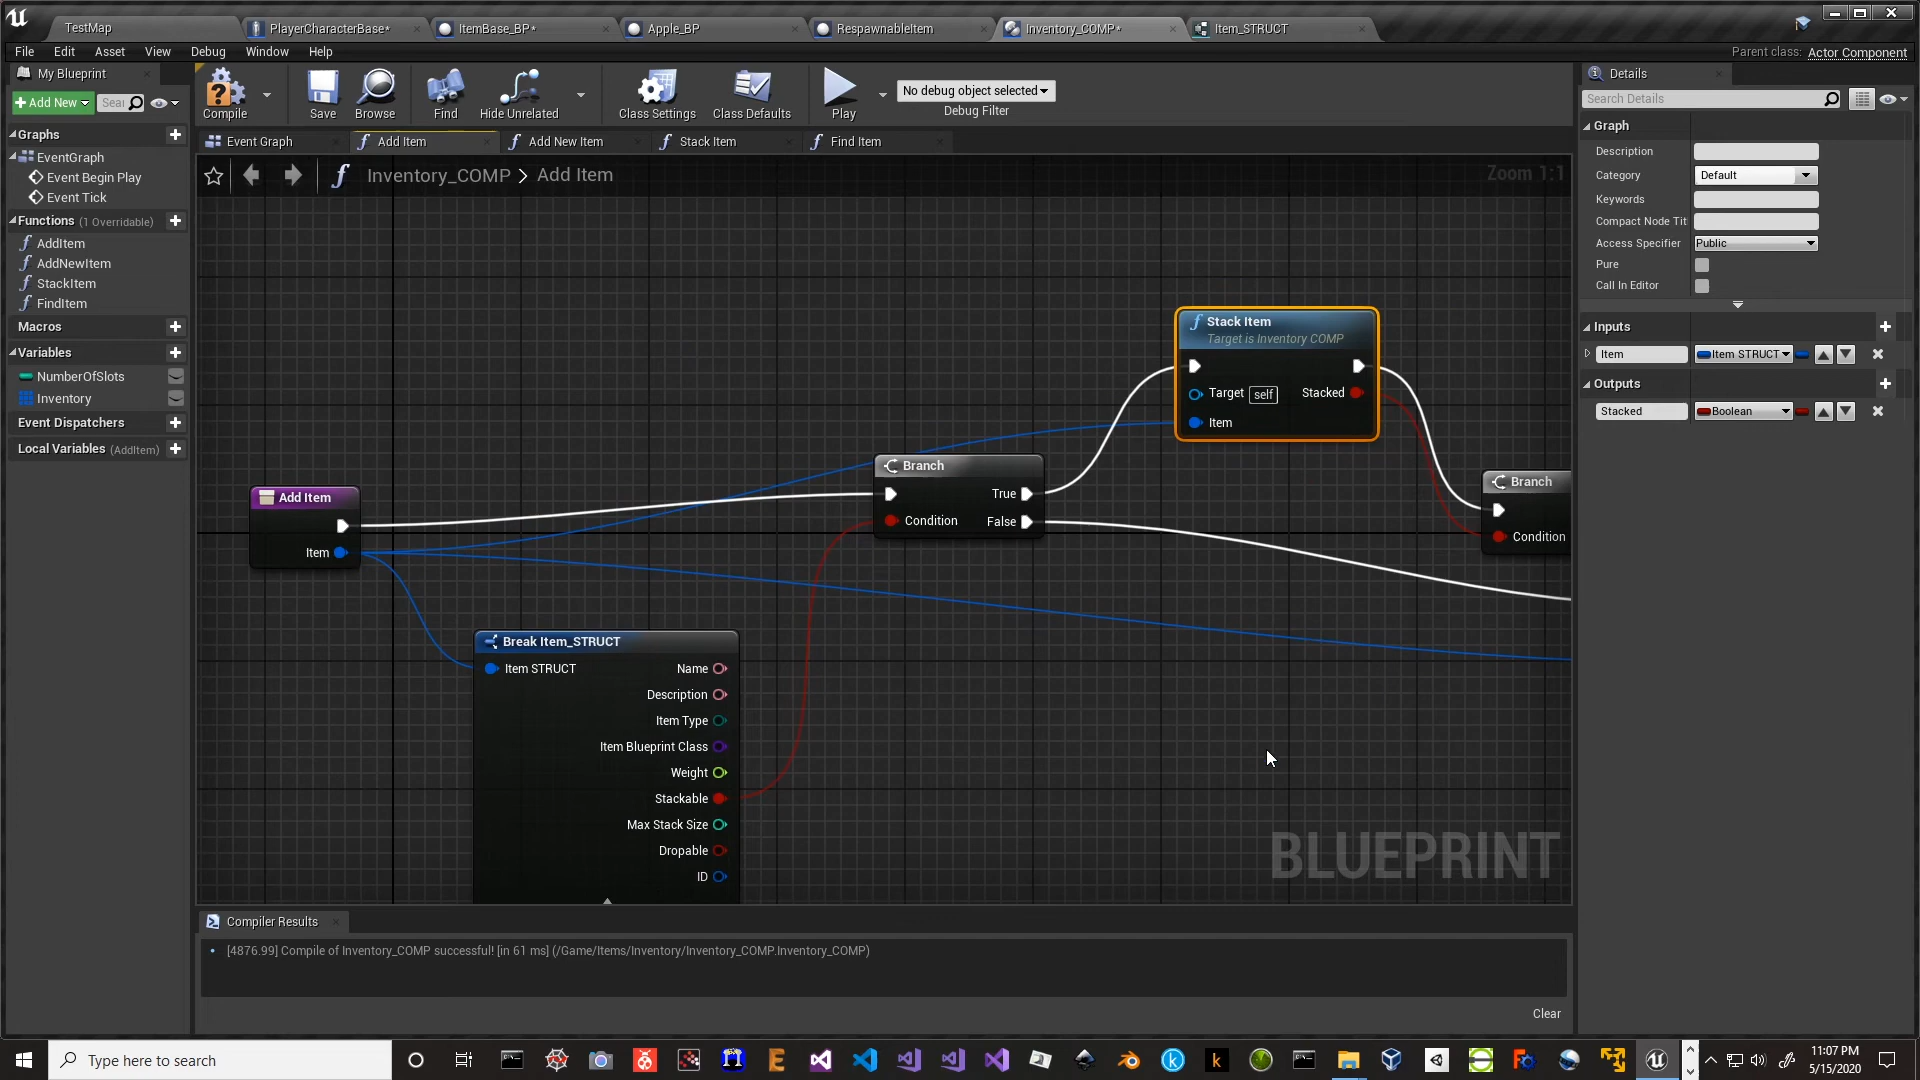 TestMap
PlayerCharacterBase*
ItemBase_BP*
Apple_BP
RespawnableItem
Inventory_COMP*
Item_STRUCT
File
Edit
Asset
View
Debug
Window
Help
Parent class: Actor Component
My Blueprint
Add New
Sea
Compile
Save
Browse
Find
Hide Unrelated
Class Settings
Class Defaults
Play
No debug object selected
Debug Filter
Details
Search Details
Event Graph
Add Item
Add New Item
Stack Item
Find Item
Inventory_COMP > Add Item
Zoom 1:1
Graphs
EventGraph
Event Begin Play
Event Tick
Functions (1 Overridable)
AddItem
AddNewItem
StackItem
FindItem
Macros
Variables
NumberOfSlots
Inventory
Event Dispatchers
Local Variables (AddItem)
Add Item
Item
Break Item_STRUCT
Item STRUCT
Name
Description
Item Type
Item Blueprint Class
Weight
Stackable
Max Stack Size
Dropable
ID
Branch
True
Condition
False
Stack Item
Target is Inventory COMP
Target self
Stacked
Item
Branch
Condition
BLUEPRINT
Graph
Description
Category
Default
Keywords
Compact Node Tit
Access Specifier
Public
Pure
Call In Editor
Inputs
Item
Item STRUCT
Outputs
Stacked
Boolean
Compiler Results
[4876.99] Compile of Inventory_COMP successful! [in 61 ms] (/Game/Items/Inventory/Inventory_COMP.Inventory_COMP)
Clear
Type here to search
11:07 PM
5/15/2020